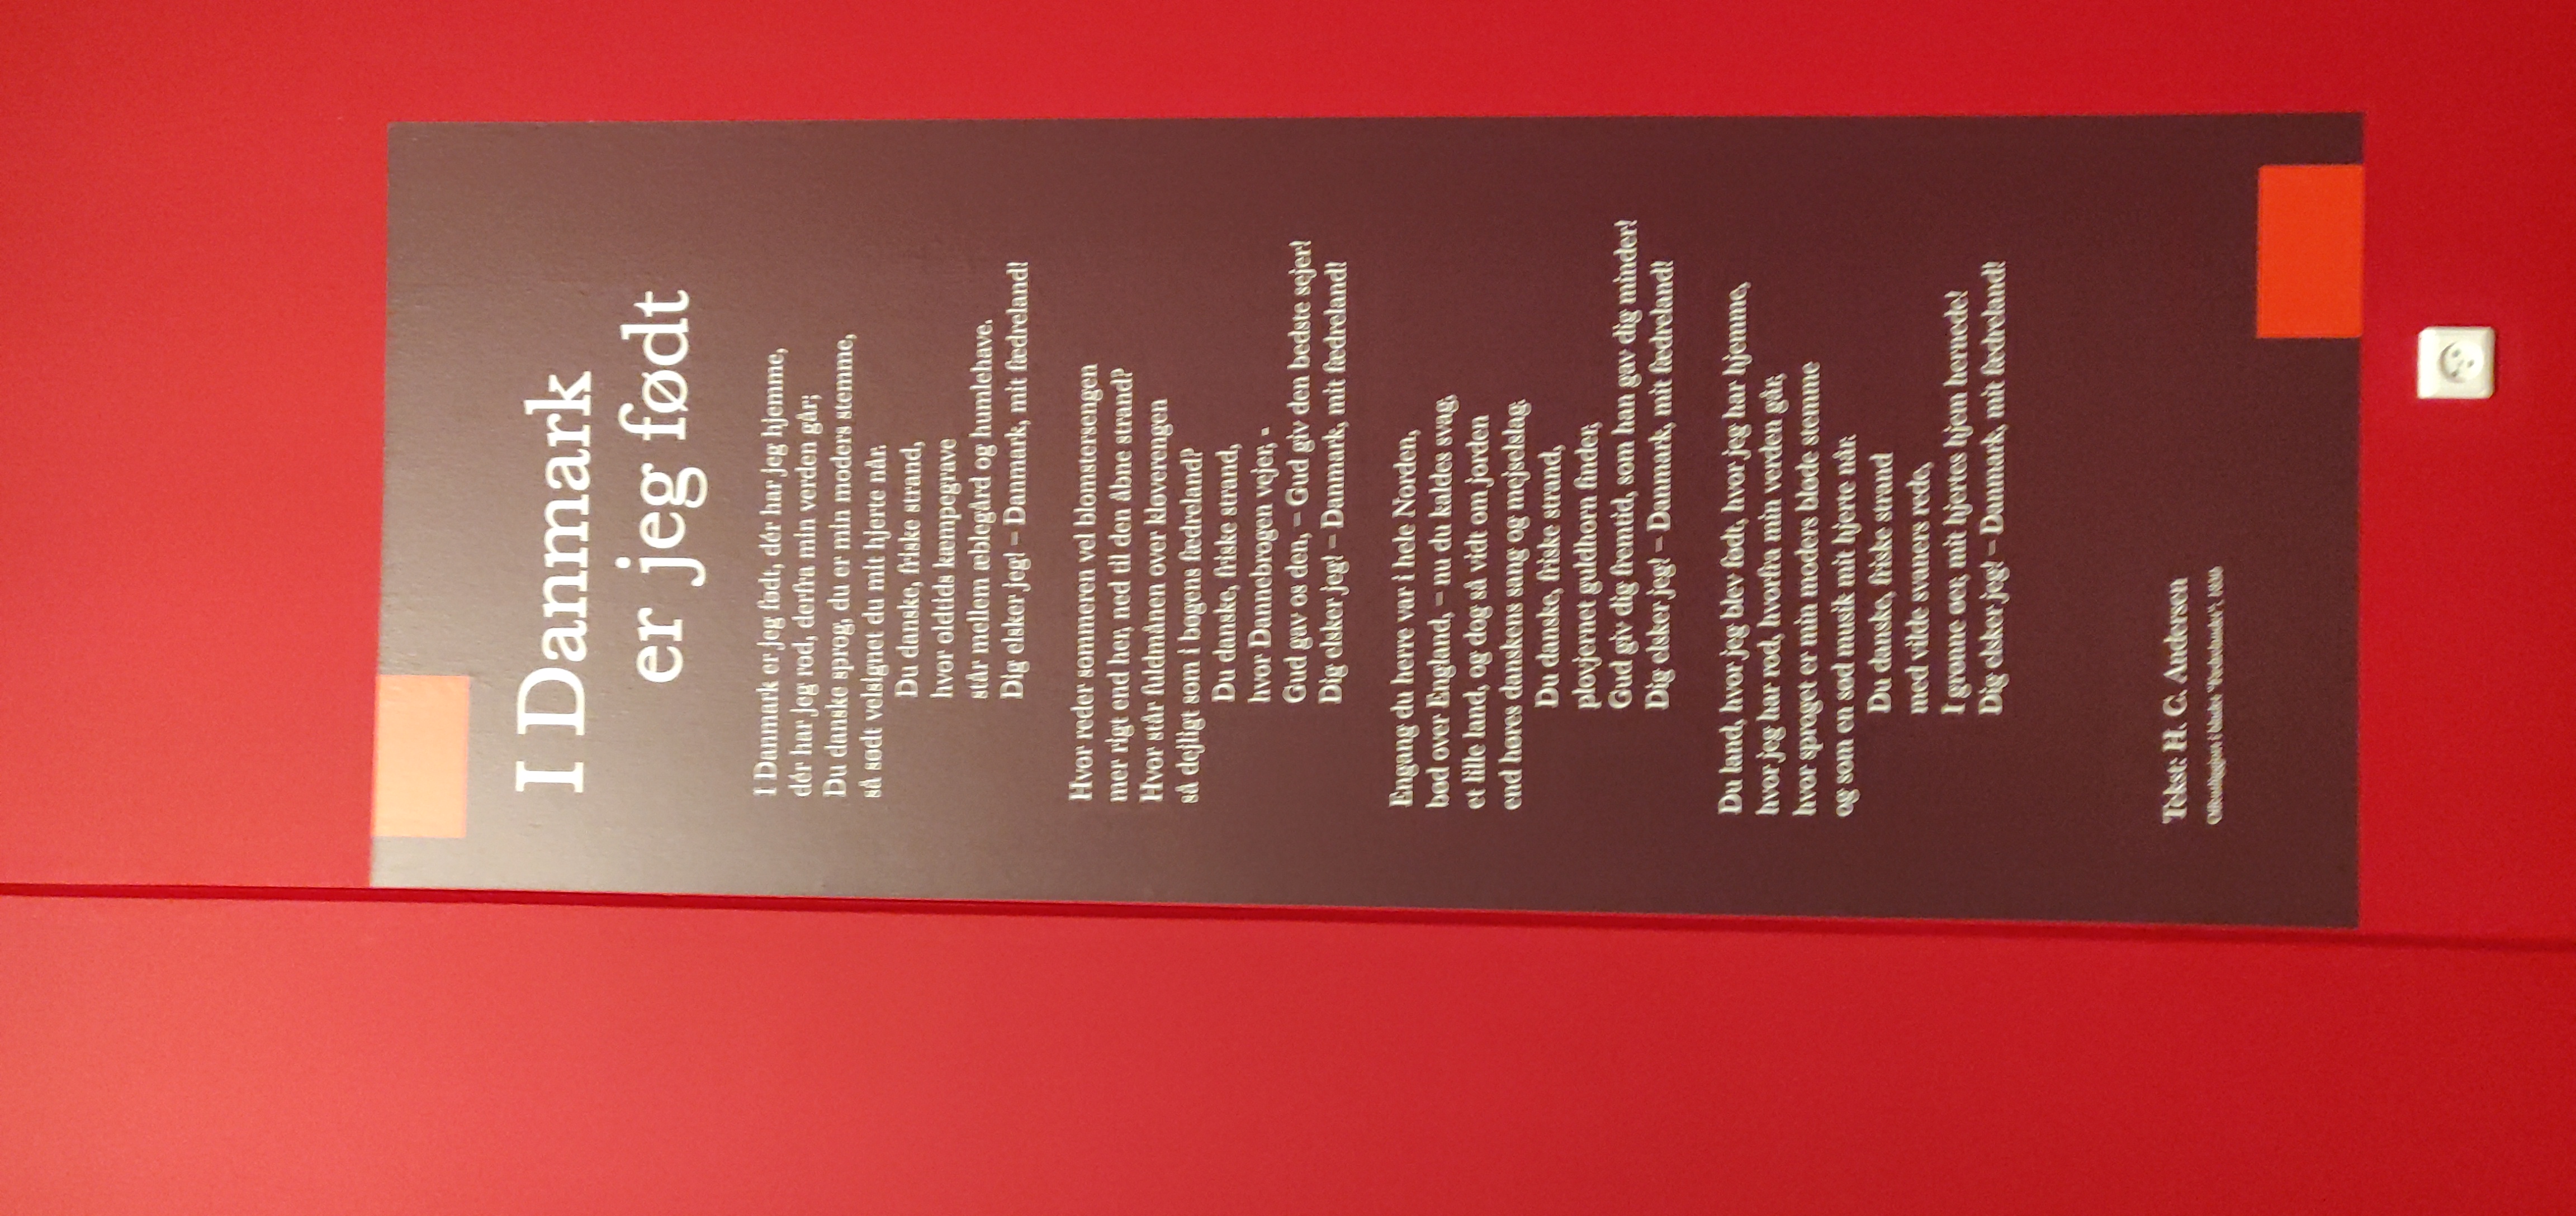 I Danmark
er jeg født
I Danmark er jeg født, dér har jeg hjemme,
dér har jeg rod, derfra min verden går;
Du danske sprog, du er min moders stemme,
så sødt velsignet du mit hjerte når.
Du danske, friske strand,
hvor oldtids kæmpegrave
står mellem æblegård og humlehave.
Dig elsker jeg! – Danmark, mit fædreland!
Hvor reder sommeren vel blomstersengen
mer rigt end her, ned til den åbne strand?
Hvor står fuldmånen over kløverengen
så dejligt som i bøgens fædreland?
Du danske, friske strand,
hvor Dannebrogen vejer, -
Gud gav os den, – Gud giv den bedste sejer!
Dig elsker jeg! – Danmark, mit fædreland!
Engang du herre var i hele Norden,
bød over England, – nu du kaldes svag,
et lille land, og dog så vidt om jorden
end høres danskens sang og mejselslag.
Du danske, friske strand,
plovjernet guldhorn finder,
Gud giv dig fremtid, som han gav dig minder!
Dig elsker jeg! – Danmark, mit fædreland!
Du land, hvor jeg blev født, hvor jeg har hjemme,
hvor jeg har rod, hvorfra min verden går,
hvor sproget er min moders bløde stemme
og som en sød musik mit hjerte når.
Du danske, friske strand
med vilde svaners rede,
I grønne øer, mit hjertes hjem hernede!
Dig elsker jeg! – Danmark, mit fædreland!
Tekst: H. C. Andersen
Offentliggjort i bladet "Fædrelandet",